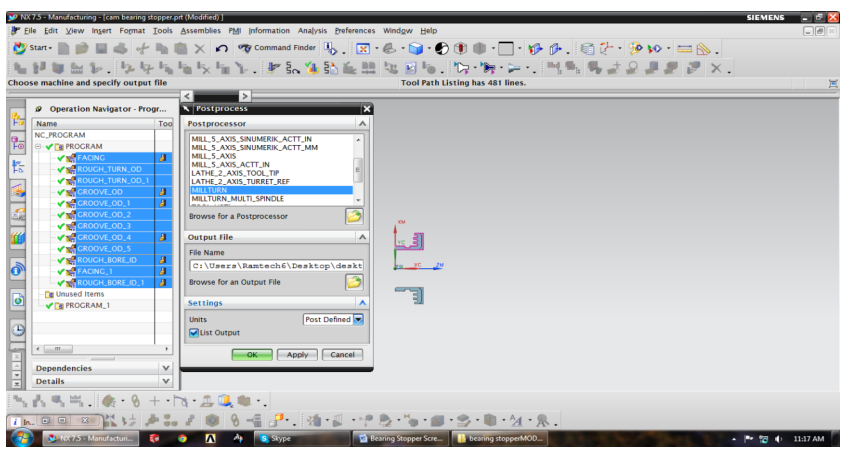 NX 7.5 - Manufacturing - [cam bearing stopper.prt (Modified) ]
SIEMENS
File Edit View Insert Format Tools Assemblies PMI Information Analysis Preferences Window Help
Start Command Finder
Choose machine and specify output file
Tool Path Listing has 481 lines.
Operation Navigator - Progr...
Name Too
NC_PROGRAM
PROGRAM
FACING
ROUGH_TURN_OD
ROUGH_TURN_OD_1
GROOVE_OD
GROOVE_OD_1
GROOVE_OD_2
GROOVE_OD_3
GROOVE_OD_4
GROOVE_OD_5
ROUGH_BORE_ID
FACING_1
ROUGH_BORE_ID_1
Unused Items
PROGRAM_1
Dependencies
Details
Postprocess
Postprocessor
MILL_5_AXIS_SINUMERIK_ACTT_IN
MILL_5_AXIS_SINUMERIK_ACTT_MM
MILL_5_AXIS
MILL_5_AXIS_ACTT_IN
LATHE_2_AXIS_TOOL_TIP
LATHE_2_AXIS_TURRET_REF
MILLTURN
MILLTURN_MULTI_SPINDLE
Browse for a Postprocessor
Output File
File Name
C:\Users\Ramtech6\Desktop\deskt
Browse for an Output File
Settings
Units Post Defined
List Output
OK Apply Cancel
XM
YC
YC ZM
In...
NX 7.5 - Manufacturi... Skype Bearing Stopper Scre... bearing stopperMOD... 11:17 AM